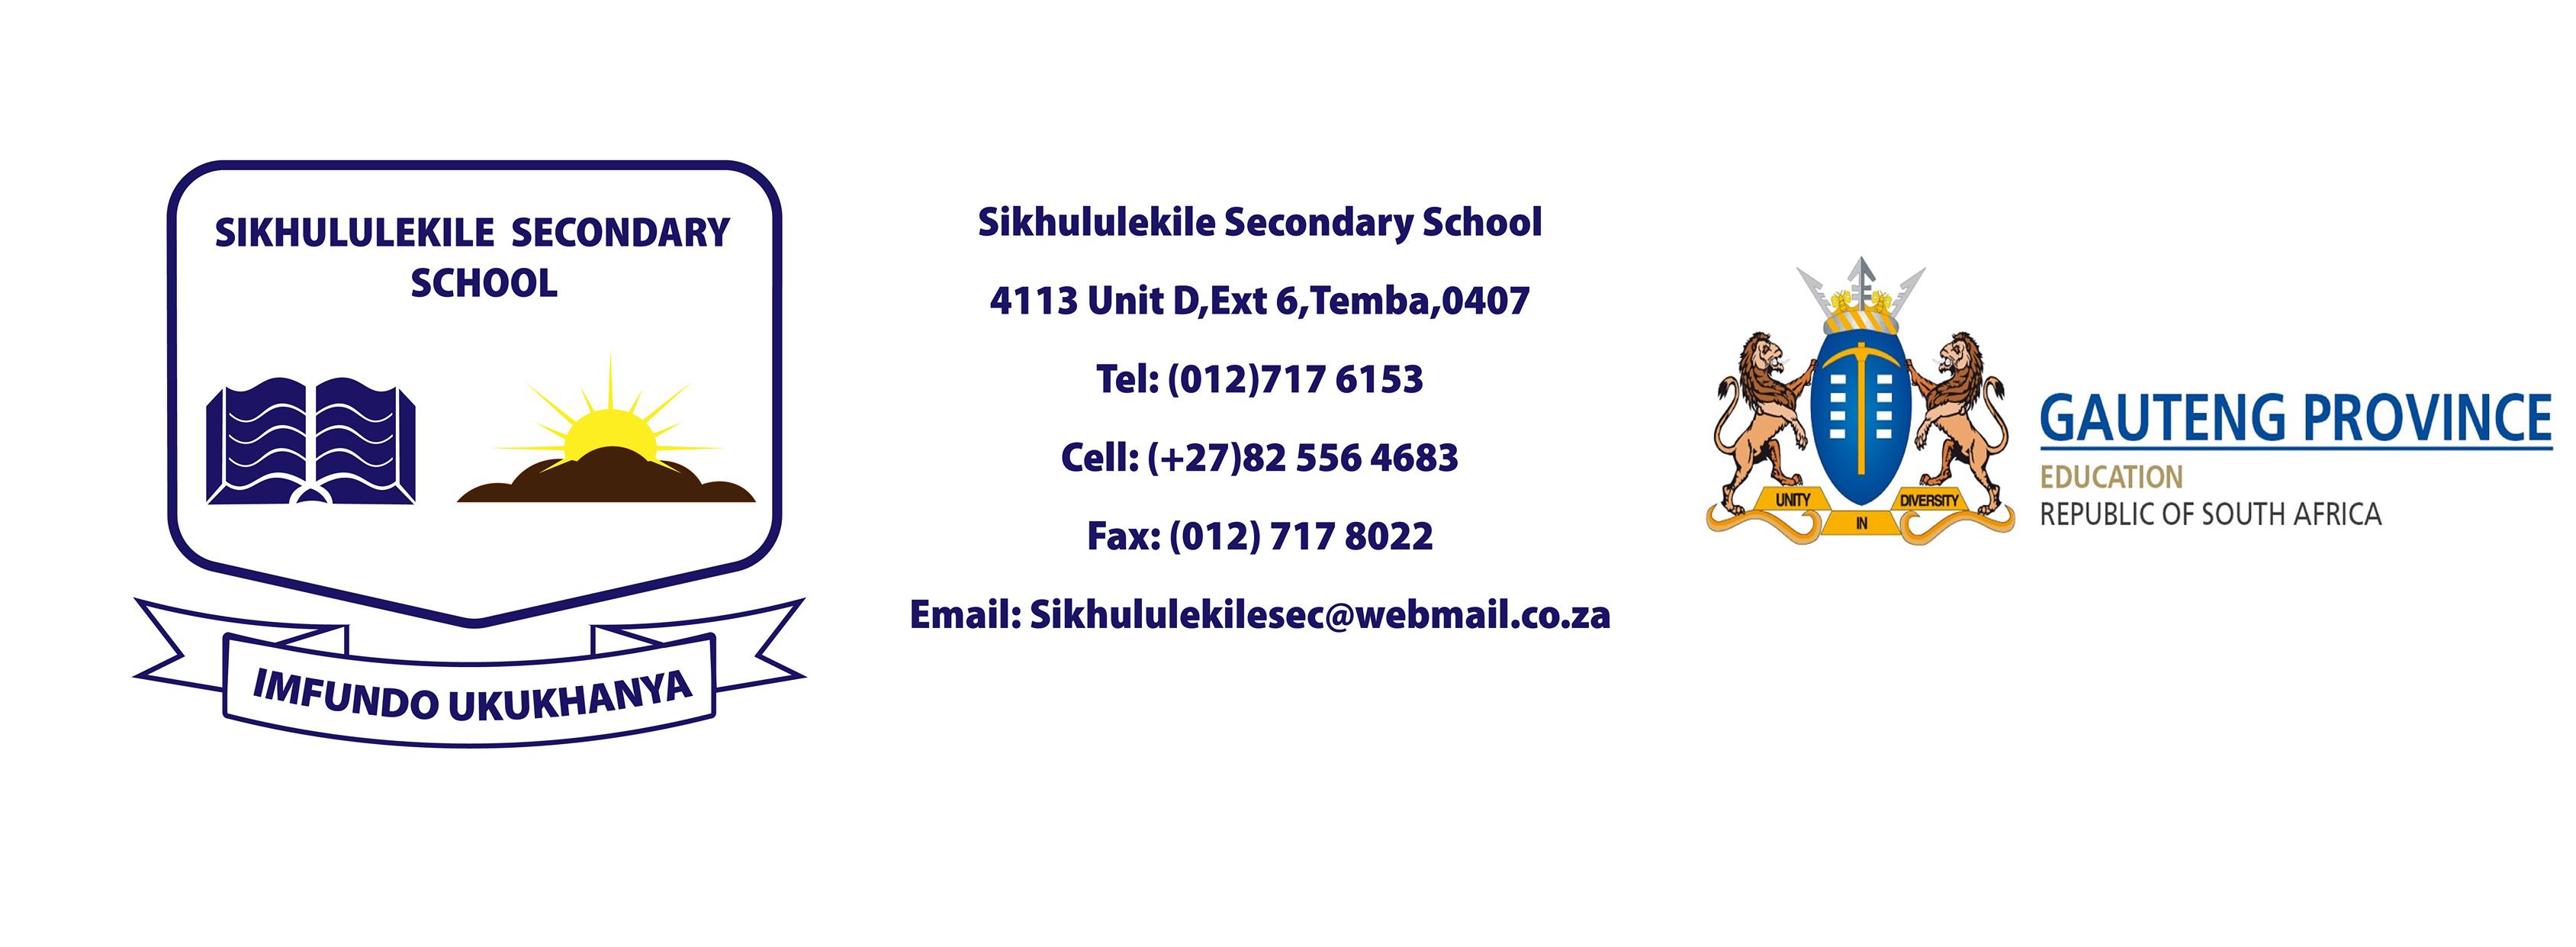 SIKHULULEKILE SECONDARY
SCHOOL
IMFUNDO UKUKHANYA
Sikhululekile Secondary School
4113 Unit D,Ext 6,Temba,0407
Tel: (012)717 6153
Cell: (+27)82 556 4683
Fax: (012) 717 8022
Email: Sikhululekilesec@webmail.co.za
UNITY
IN
DIVERSITY
GAUTENG PROVINCE
EDUCATION
REPUBLIC OF SOUTH AFRICA